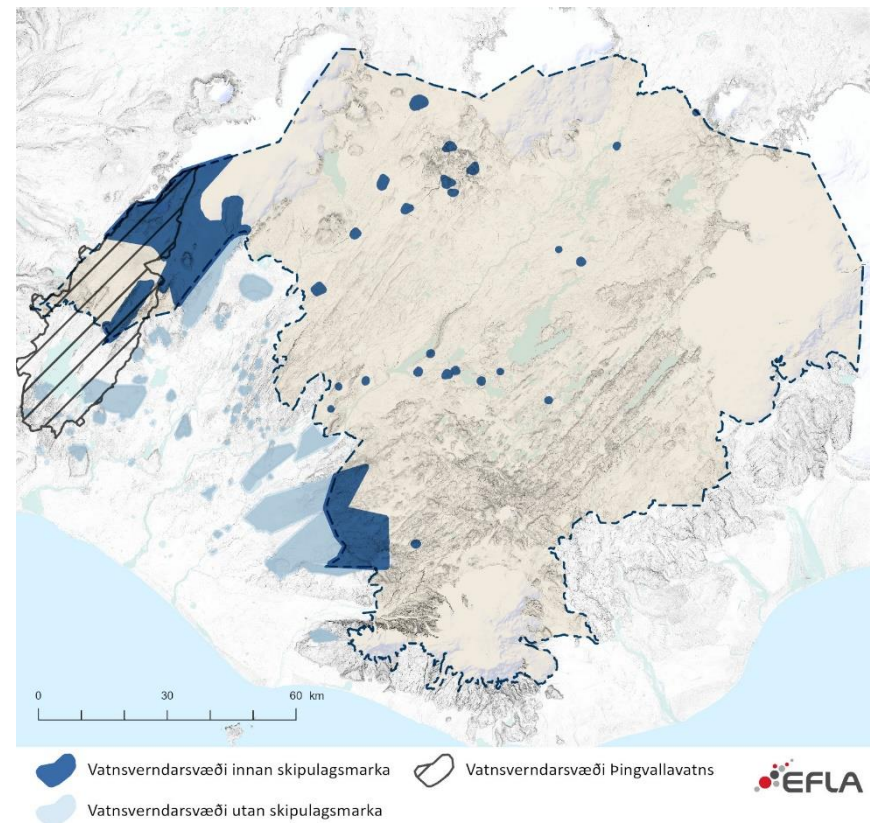 0 30 60 km
Vatnsverndarsvæði innan skipulagsmarka
Vatnsverndarsvæði Þingvallavatns
EFLA
Vatnsverndarsvæði utan skipulagsmarka